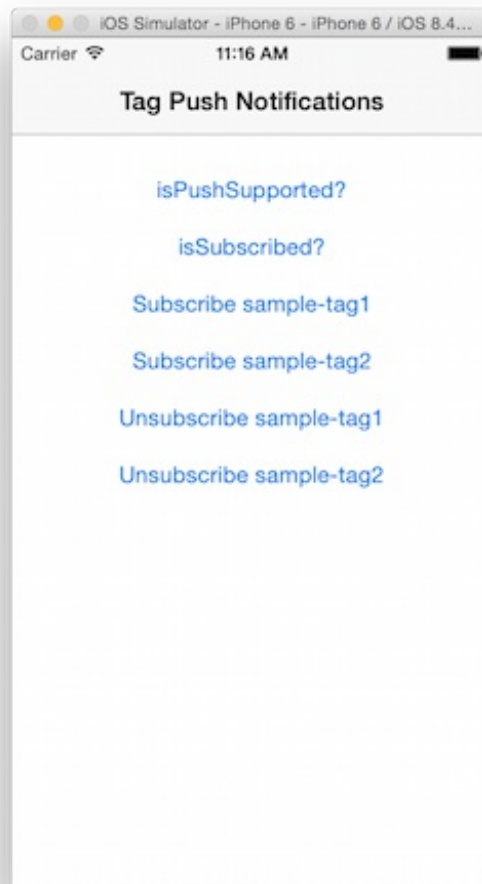 iOS Simulator - iPhone 6 - iPhone 6 / iOS 8.4...
Carrier 11:16 AM
Tag Push Notifications
isPushSupported?
isSubscribed?
Subscribe sample-tag1
Subscribe sample-tag2
Unsubscribe sample-tag1
Unsubscribe sample-tag2